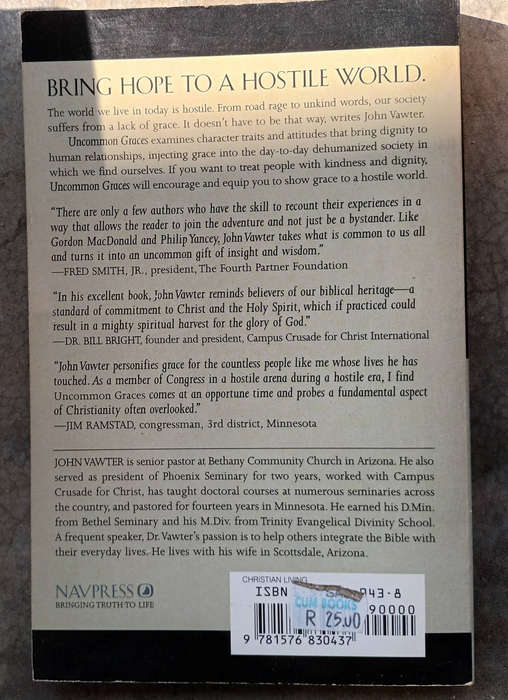 BRING HOPE TO A HOSTILE WORLD.
The world we live in today is hostile. From road rage to unkind words, our society
suffers from a lack of grace. It doesn't have to be that way, writes John Vawter.
Uncommon Graces examines character traits and attitudes that bring dignity to
human relationships, injecting grace into the day-to-day dehumanized society in
which we find ourselves. If you want to treat people with kindness and dignity,
Uncommon Graces will encourage and equip you to show grace to a hostile world.
"There are only a few authors who have the skill to recount their experiences in a
way that allows the reader to join the adventure and not just be a bystander. Like
Gordon MacDonald and Philip Yancey, John Vawter takes what is common to us all
and turns it into an uncommon gift of insight and wisdom."
—FRED SMITH, JR., president, The Fourth Partner Foundation
"In his excellent book, John Vawter reminds believers of our biblical heritage—a
standard of commitment to Christ and the Holy Spirit, which if practiced could
result in a mighty spiritual harvest for the glory of God."
—DR. BILL BRIGHT, founder and president, Campus Crusade for Christ International
"John Vawter personifies grace for the countless people like me whose lives he has
touched. As a member of Congress in a hostile arena during a hostile era, I find
Uncommon Graces comes at an opportune time and probes a fundamental aspect
of Christianity often overlooked."
—JIM RAMSTAD, congressman, 3rd district, Minnesota
JOHN VAWTER is senior pastor at Bethany Community Church in Arizona. He also
served as president of Phoenix Seminary for two years, worked with Campus
Crusade for Christ, has taught doctoral courses at numerous seminaries across
the country, and pastored for fourteen years in Minnesota. He earned his D.Min.
from Bethel Seminary and his M.Div. from Trinity Evangelical Divinity School.
A frequent speaker, Dr. Vawter's passion is to help others integrate the Bible with
their everyday lives. He lives with his wife in Scottsdale, Arizona.
NAVPRESS
BRINGING TRUTH TO LIFE
CHRISTIAN LIVING
ISBN 043-8
CUM BOOKS
R 25.00
90000
9 781576 830437